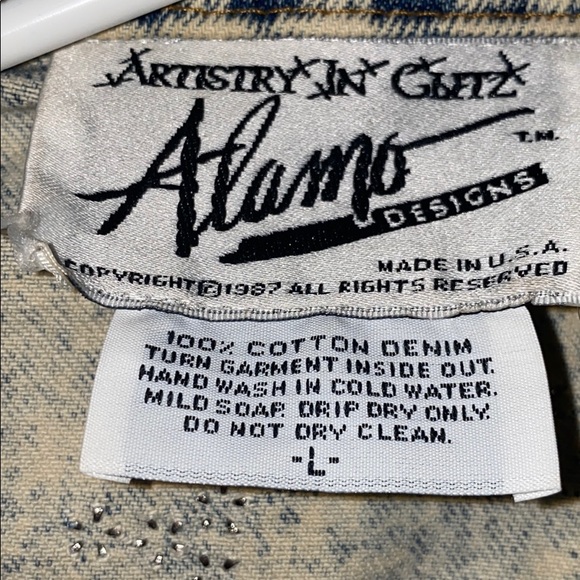 ARTISTRY IN GLITZ
Alamo T.M.
DESIGNS
MADE IN U.S.A.
COPYRIGHT © 1987 ALL RIGHTS RESERVED
100% COTTON DENIM
TURN GARMENT INSIDE OUT.
HAND WASH IN COLD WATER.
MILD SOAP. DRIP DRY ONLY.
DO NOT DRY CLEAN.
-L-